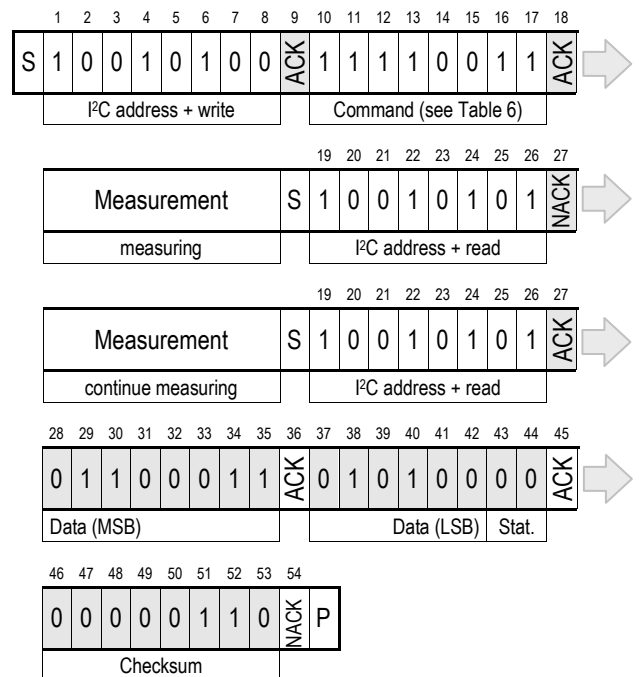 1 2 3 4 5 6 7 8 9 10 11 12 13 14 15 16 17 18
S 1 0 0 1 0 1 0 0 ACK 1 1 1 1 0 0 1 1 ACK
I²C address + write Command (see Table 6)
19 20 21 22 23 24 25 26 27
Measurement S 1 0 0 1 0 1 0 1 NACK
measuring I²C address + read
19 20 21 22 23 24 25 26 27
Measurement S 1 0 0 1 0 1 0 1 ACK
continue measuring I²C address + read
28 29 30 31 32 33 34 35 36 37 38 39 40 41 42 43 44 45
0 1 1 0 0 0 1 1 ACK 0 1 0 1 0 0 0 0 ACK
Data (MSB) Data (LSB) Stat.
46 47 48 49 50 51 52 53 54
0 0 0 0 0 1 1 0 NACK P
Checksum